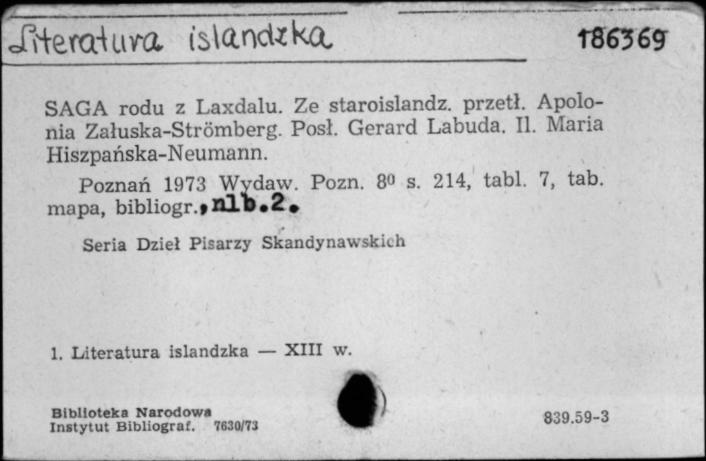 Literatura islandzka
186369
SAGA rodu z Laxdalu. Ze staroislandz. przetł. Apolo-
nia Załuska-Strömberg. Posł. Gerard Labuda. Il. Maria
Hiszpańska-Neumann.
Poznań 1973 Wydaw. Pozn. 8⁰ s. 214, tabl. 7, tab.
mapa, bibliogr., nlb.2.
Seria Dzieł Pisarzy Skandynawskich
1. Literatura islandzka — XIII w.
Biblioteka Narodowa
Instytut Bibliograf. 7630/73
839.59-3